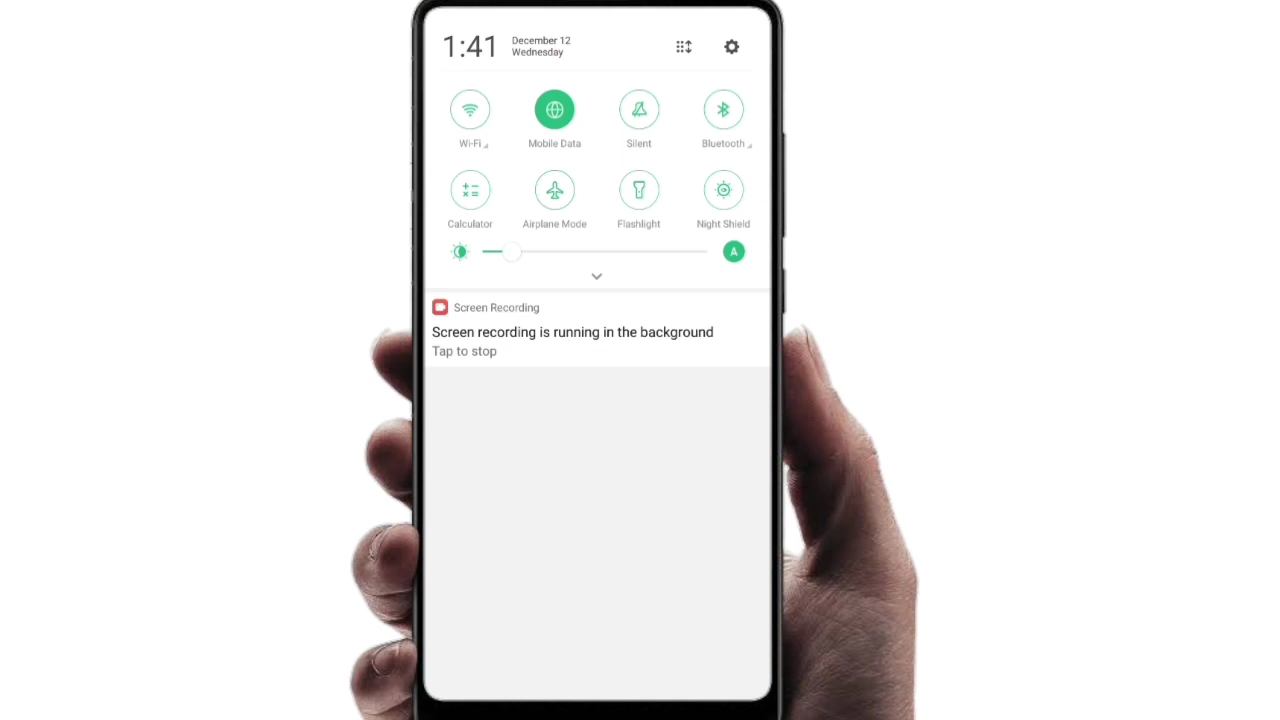 1:41
December 12
Wednesday
Wi-Fi
Mobile Data
Silent
Bluetooth
Calculator
Airplane Mode
Flashlight
Night Shield
A
Screen Recording
Screen recording is running in the background
Tap to stop